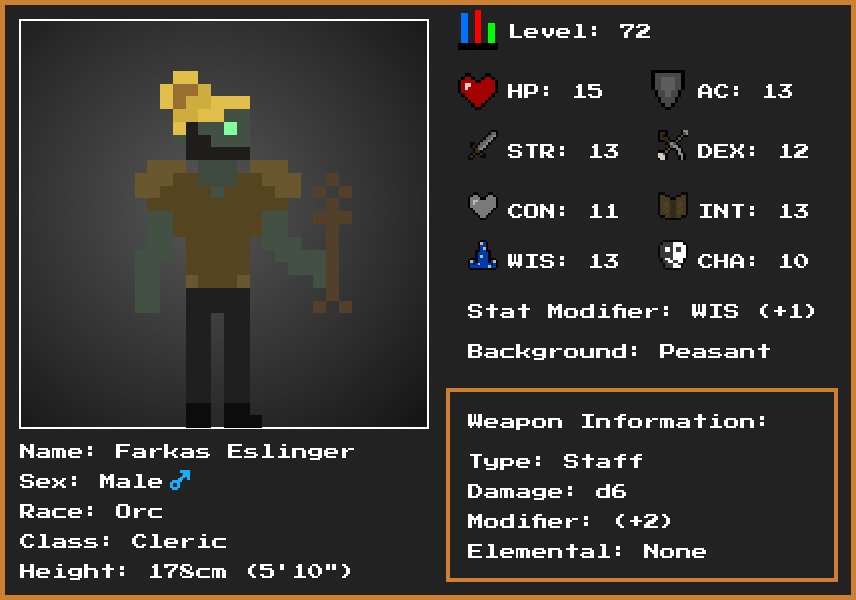 Level: 72
HP: 15 AC: 13
STR: 13 DEX: 12
CON: 11 INT: 13
WIS: 13 CHA: 10
Stat Modifier: WIS (+1)
Background: Peasant
Weapon Information:
Type: Staff
Damage: d6
Modifier: (+2)
Elemental: None
Name: Farkas Eslinger
Sex: Male ♂
Race: Orc
Class: Cleric
Height: 178cm (5'10")